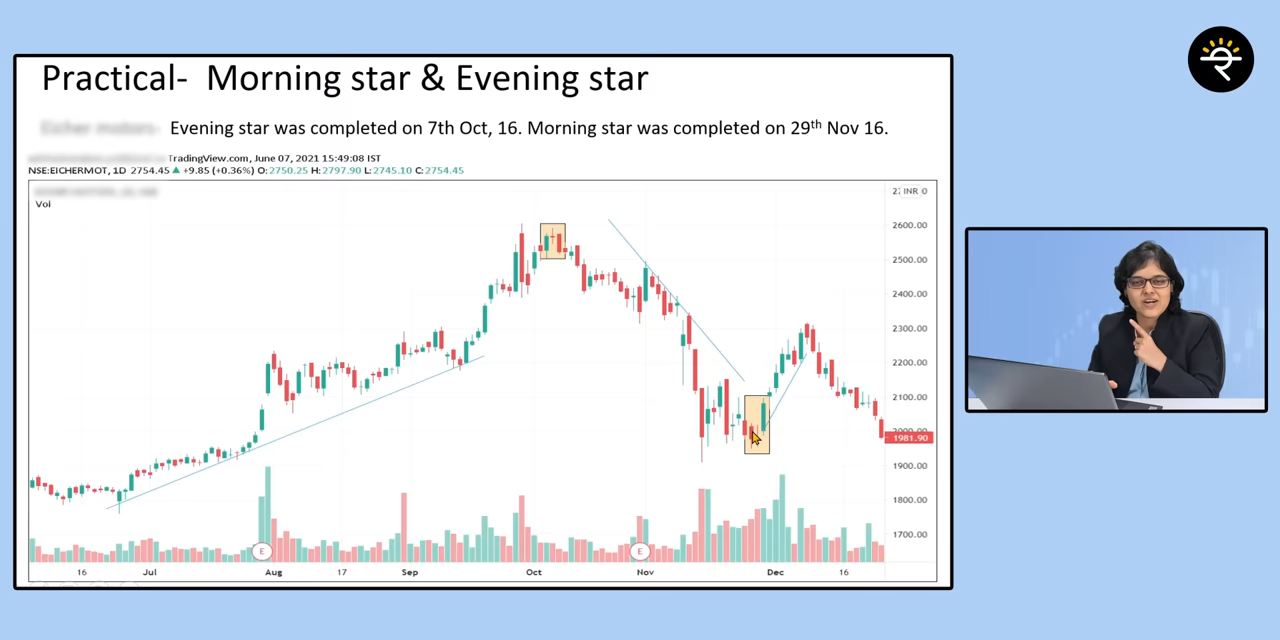 Practical- Morning star & Evening star
Evening star was completed on 7th Oct, 16. Morning star was completed on 29th Nov 16.
TradingView.com, June 07, 2021 15:49:08 IST
NSE:EICHERMOT, 1D 2754.45 ▲ +9.85 (+0.36%) O:2750.25 H:2797.90 L:2745.10 C:2754.45
Vol
INR
2600.00
2500.00
2400.00
2300.00
2200.00
2100.00
1981.90
1900.00
1800.00
1700.00
E E
16 Jul Aug 17 Sep Oct Nov Dec 16